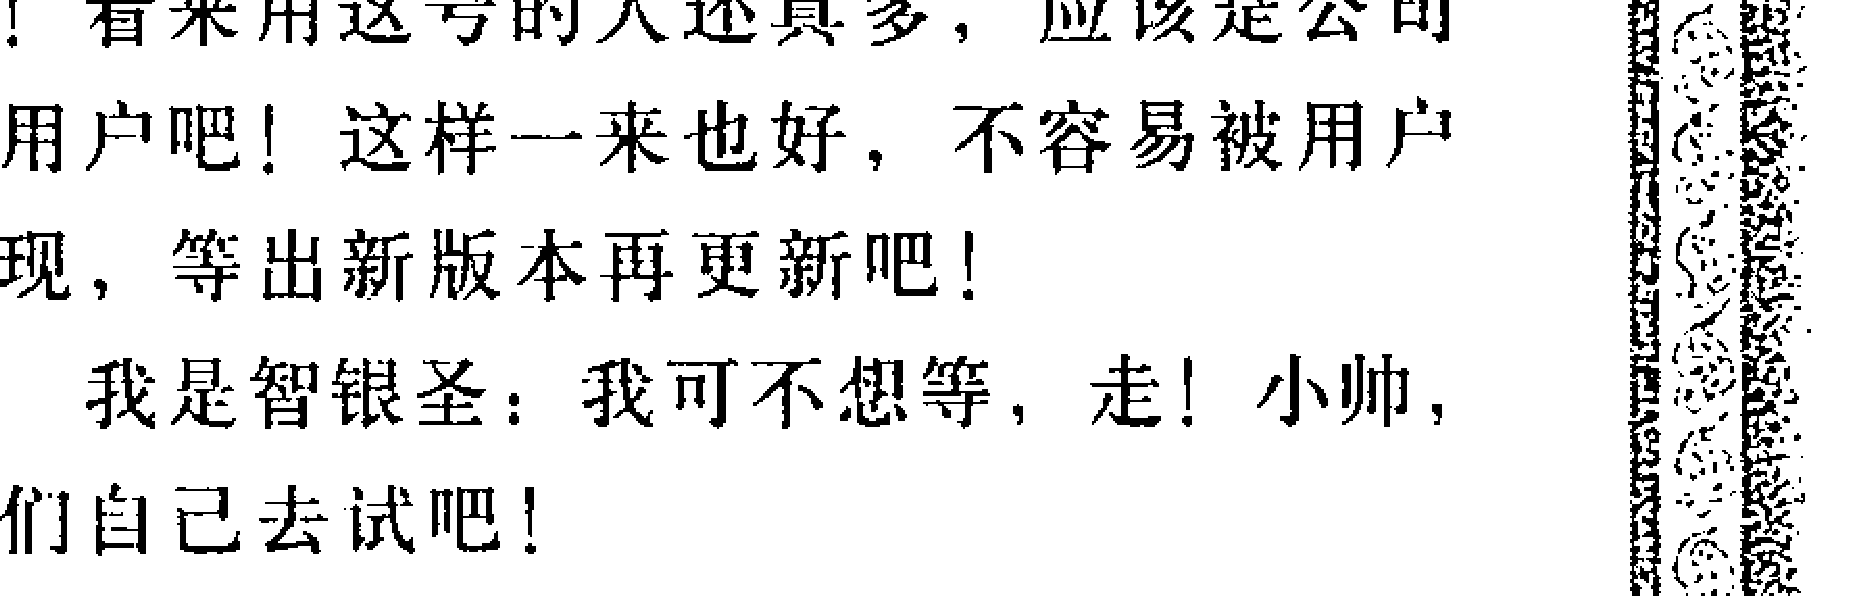 ！看来用这号的人还真多，应该是公司
用户吧！这样一来也好，不容易被用户
现，等出新版本再更新吧！
我是智银圣：我可不想等，走！小帅，
们自己去试吧！